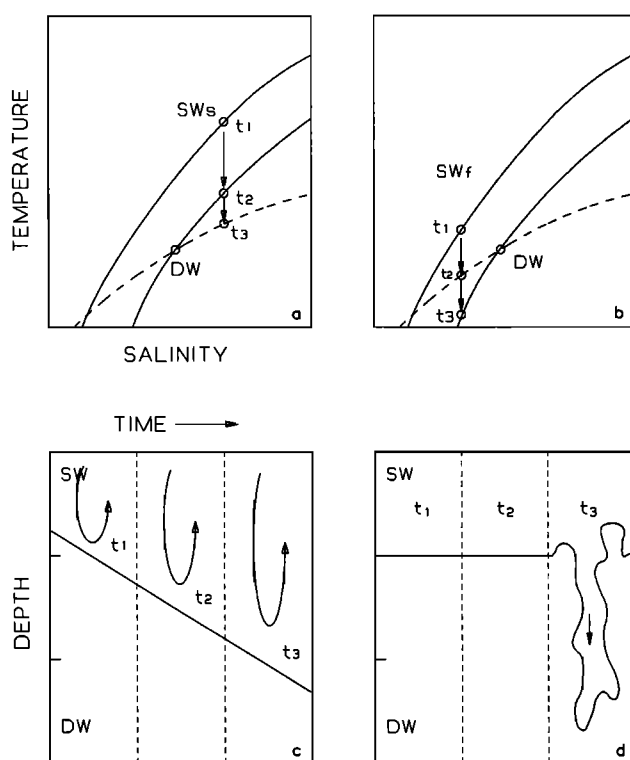 TEMPERATURE
SWs
t1
t2
t3
DW
a
SWf
t1
t2
DW
t3
b
SALINITY
TIME
DEPTH
SW
t1
t2
t3
DW
c
SW
t1
t2
t3
DW
d